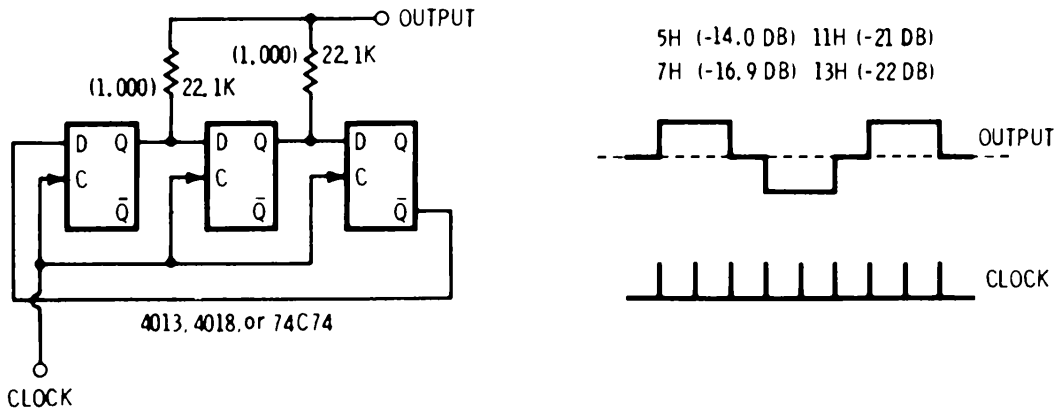 OUTPUT
(1,000) 22.1K
(1,000) 22.1K
D Q
C
Q̄
D Q
C
Q̄
D Q
C
Q̄
4013, 4018, or 74C74
CLOCK
5H (-14.0 DB) 11H (-21 DB)
7H (-16.9 DB) 13H (-22 DB)
OUTPUT
CLOCK